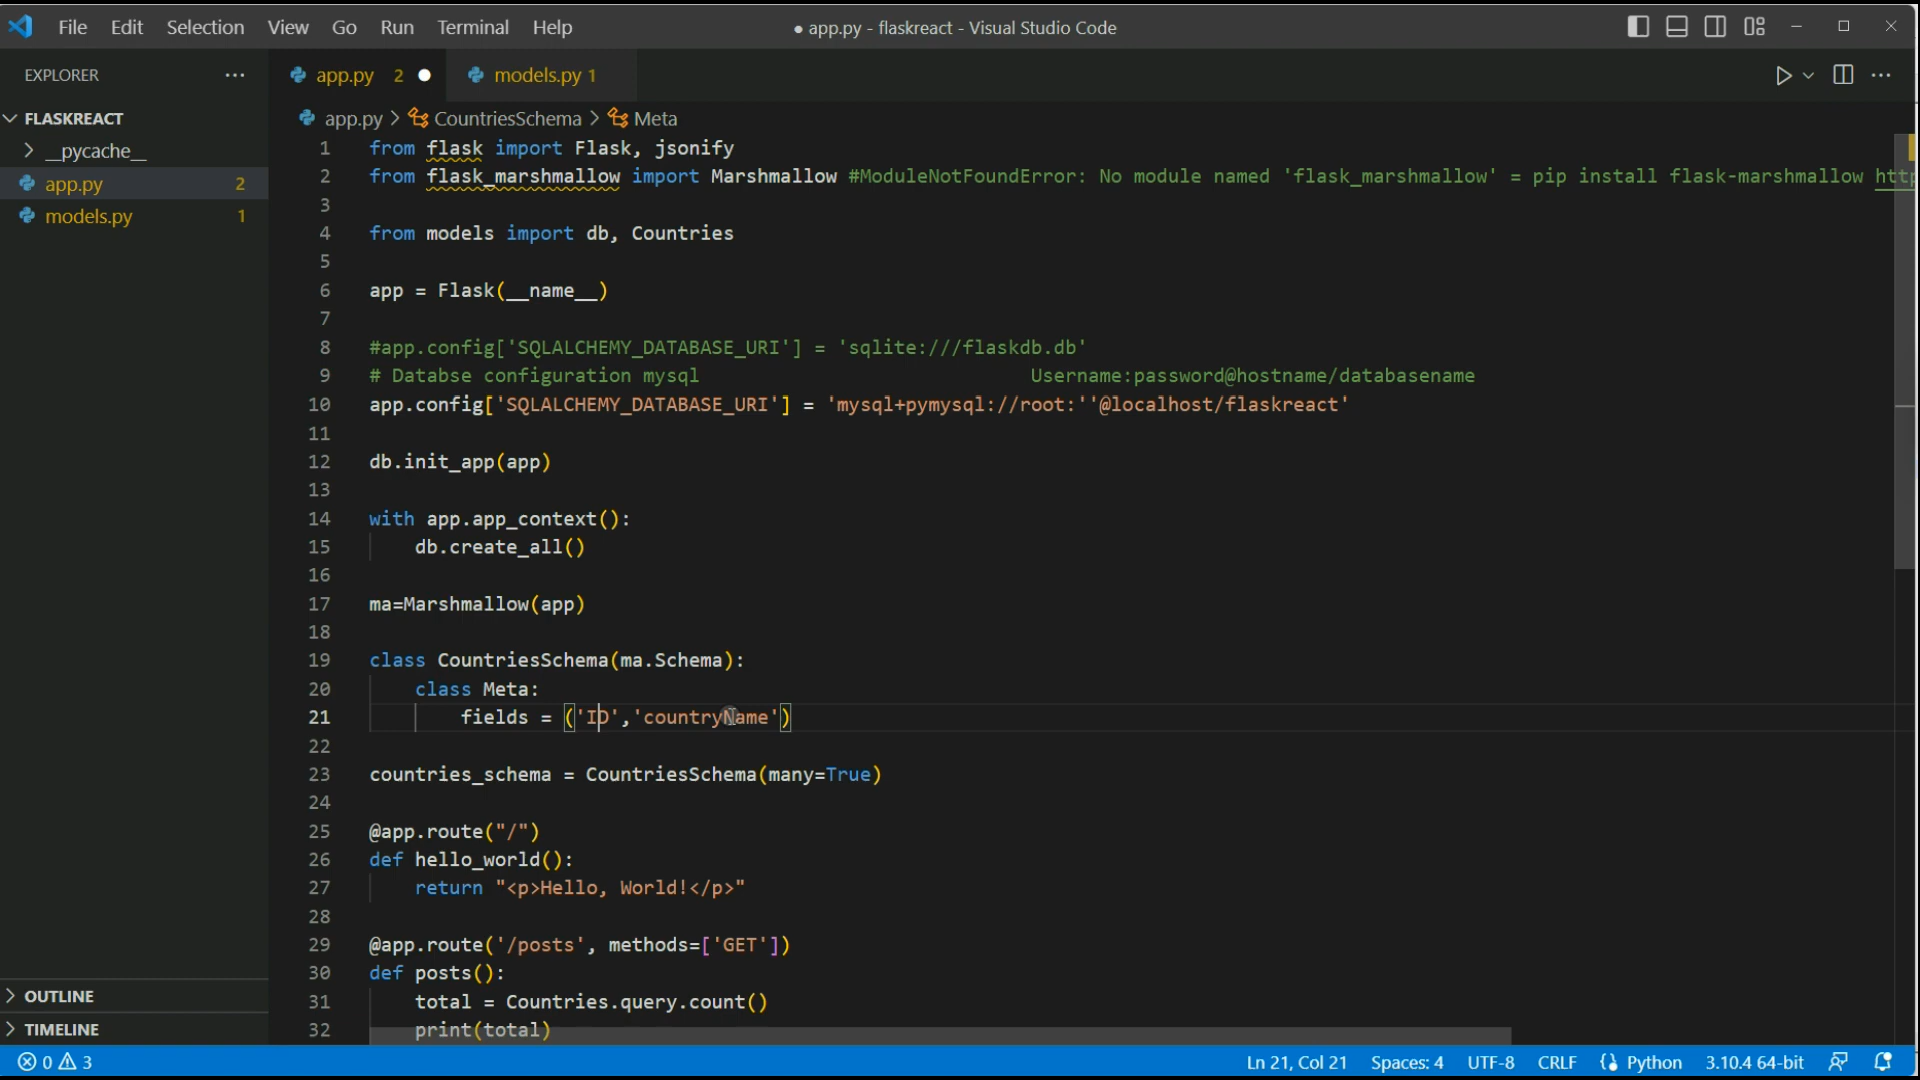 File Edit Selection View Go Run Terminal Help
● app.py - flaskreact - Visual Studio Code
EXPLORER ...
FLASKREACT
__pycache__
app.py 2
models.py 1
OUTLINE
TIMELINE
app.py 2 ● models.py 1
app.py > CountriesSchema > Meta
1 from flask import Flask, jsonify
2 from flask_marshmallow import Marshmallow #ModuleNotFoundError: No module named 'flask_marshmallow' = pip install flask-marshmallow http
3
4 from models import db, Countries
5
6 app = Flask(__name__)
7
8 #app.config['SQLALCHEMY_DATABASE_URI'] = 'sqlite:///flaskdb.db'
9 # Databse configuration mysql Username:password@hostname/databasename
10 app.config['SQLALCHEMY_DATABASE_URI'] = 'mysql+pymysql://root:''@localhost/flaskreact'
11
12 db.init_app(app)
13
14 with app.app_context():
15 db.create_all()
16
17 ma=Marshmallow(app)
18
19 class CountriesSchema(ma.Schema):
20 class Meta:
21 fields = ('ID','countryName')
22
23 countries_schema = CountriesSchema(many=True)
24
25 @app.route("/")
26 def hello_world():
27 return "<p>Hello, World!</p>"
28
29 @app.route('/posts', methods=['GET'])
30 def posts():
31 total = Countries.query.count()
32 print(total)
0 3 Ln 21, Col 21 Spaces: 4 UTF-8 CRLF Python 3.10.4 64-bit